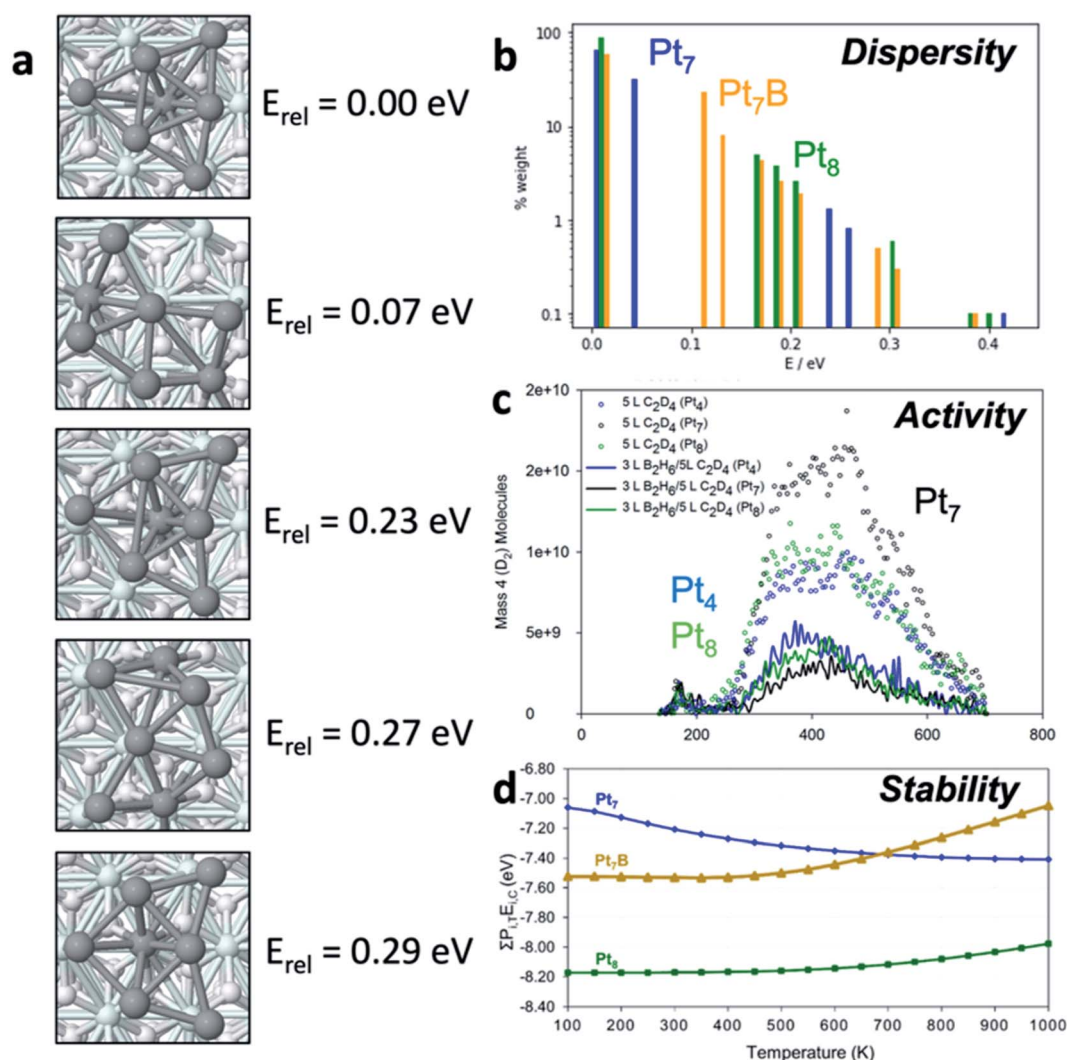 a
E_rel = 0.00 eV
E_rel = 0.07 eV
E_rel = 0.23 eV
E_rel = 0.27 eV
E_rel = 0.29 eV
b
Dispersity
Pt₇
Pt₇B
Pt₈
% weight
100
10
1
0.1
0.0 0.1 0.2 0.3 0.4
E / eV
c
Activity
5 L C₂D₄ (Pt₄)
5 L C₂D₄ (Pt₇)
5 L C₂D₄ (Pt₈)
3 L B₂H₆/5L C₂D₄ (Pt₄)
3 L B₂H₆/5 L C₂D₄ (Pt₇)
3 L B₂H₆/5 L C₂D₄ (Pt₈)
Pt₇
Pt₄
Pt₈
Mass 4 (D₂) Molecules
2e+10
2e+10
1e+10
5e+9
0
0 200 400 600 800
d
Stability
Pt₇
Pt₇B
Pt₈
ΣP_i,T E_i,C (eV)
-6.80
-7.00
-7.20
-7.40
-7.60
-7.80
-8.00
-8.20
-8.40
100 200 300 400 500 600 700 800 900 1000
Temperature (K)